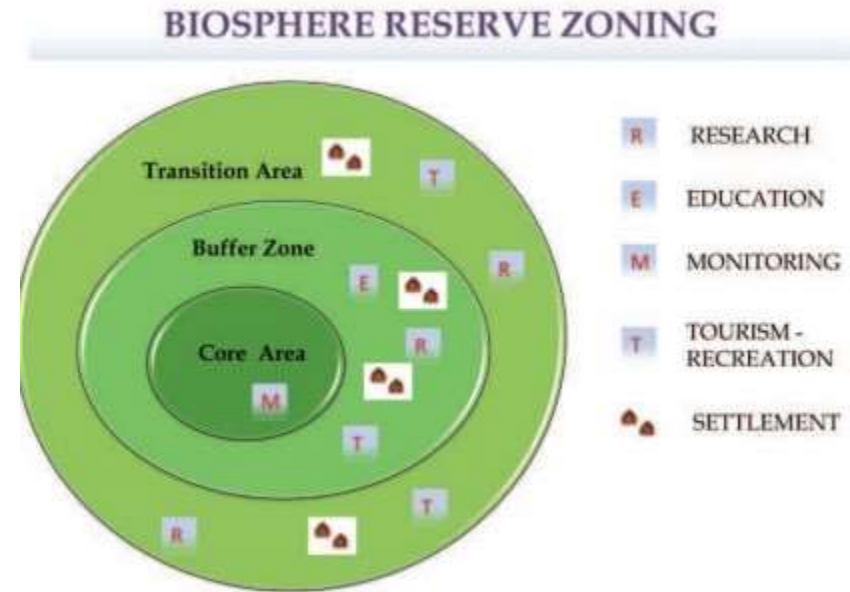 BIOSPHERE RESERVE ZONING
Transition Area
T
Buffer Zone
R
E
R
Core Area
M
T
T
R
R RESEARCH
E EDUCATION
M MONITORING
T TOURISM -
RECREATION
SETTLEMENT